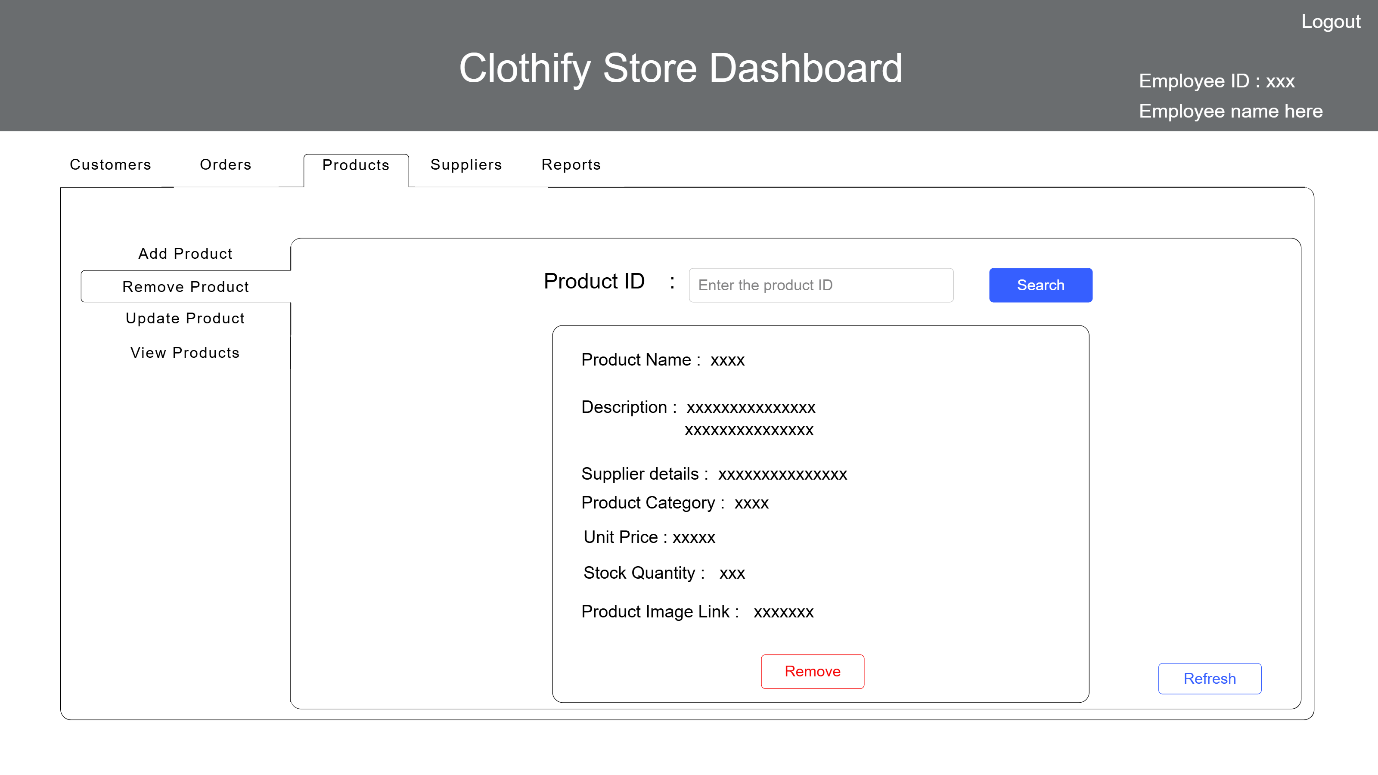 Logout
Clothify Store Dashboard
Employee ID : xxx
Employee name here
Customers Orders Products Suppliers Reports
Add Product
Remove Product
Update Product
View Products
Product ID : Enter the product ID Search
Product Name : xxxx
Description : xxxxxxxxxxxxxxx
xxxxxxxxxxxxxxx
Supplier details : xxxxxxxxxxxxxxx
Product Category : xxxx
Unit Price : xxxxx
Stock Quantity : xxx
Product Image Link : xxxxxxx
Remove
Refresh